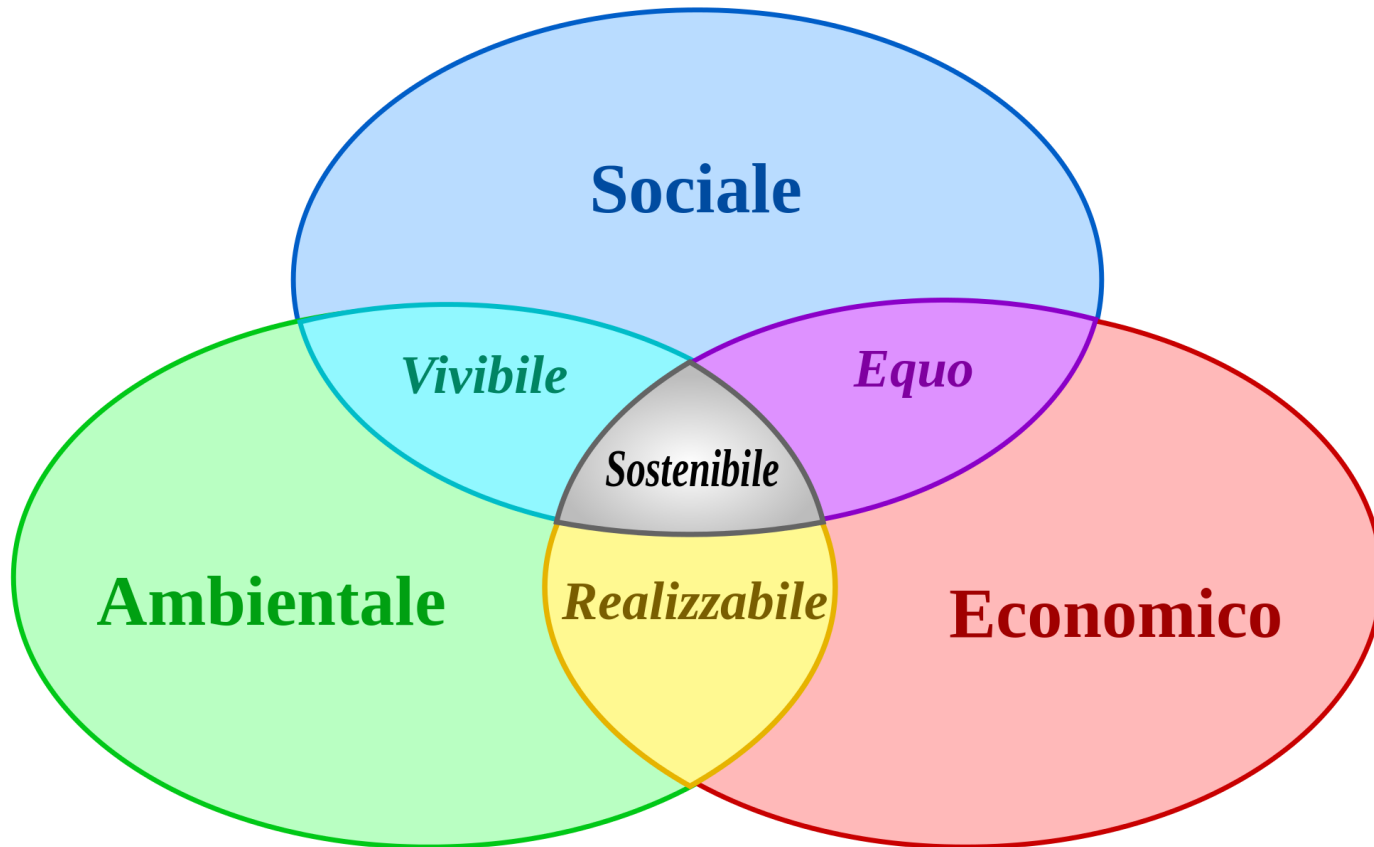 Sociale
Vivibile
Equo
Sostenibile
Ambientale
Realizzabile
Economico